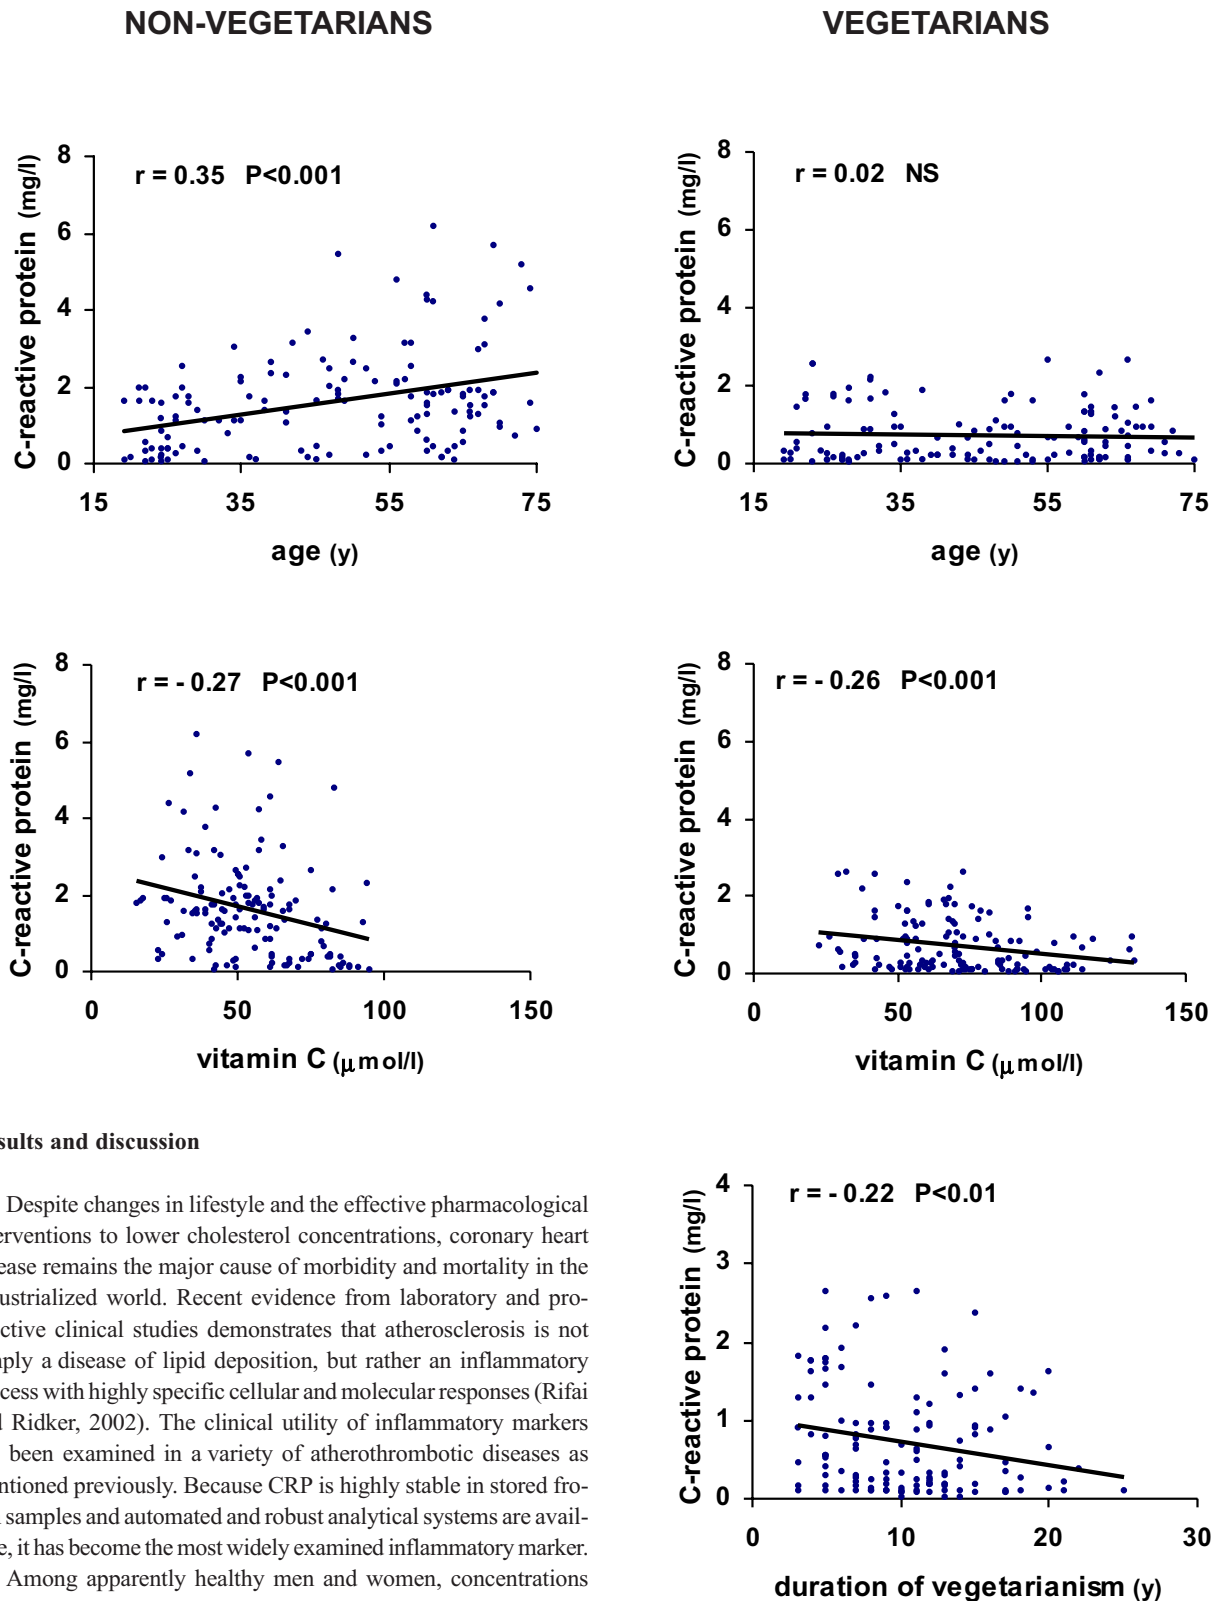 NON-VEGETARIANS
VEGETARIANS
C-reactive protein (mg/l)
8
6
4
2
0
r = 0.35 P<0.001
15 35 55 75
age (y)
C-reactive protein (mg/l)
8
6
4
2
0
r = 0.02 NS
15 35 55 75
age (y)
C-reactive protein (mg/l)
8
6
4
2
0
r = - 0.27 P<0.001
0 50 100 150
vitamin C (μmol/l)
C-reactive protein (mg/l)
8
6
4
2
0
r = - 0.26 P<0.001
0 50 100 150
vitamin C (μmol/l)
sults and discussion
Despite changes in lifestyle and the effective pharmacological
erventions to lower cholesterol concentrations, coronary heart
ease remains the major cause of morbidity and mortality in the
ustrialized world. Recent evidence from laboratory and pro-
ctive clinical studies demonstrates that atherosclerosis is not
ply a disease of lipid deposition, but rather an inflammatory
cess with highly specific cellular and molecular responses (Rifai
d Ridker, 2002). The clinical utility of inflammatory markers
been examined in a variety of atherothrombotic diseases as
ntioned previously. Because CRP is highly stable in stored fro-
n samples and automated and robust analytical systems are avail-
e, it has become the most widely examined inflammatory marker.
Among apparently healthy men and women, concentrations
C-reactive protein (mg/l)
4
3
2
1
0
r = - 0.22 P<0.01
0 10 20 30
duration of vegetarianism (y)